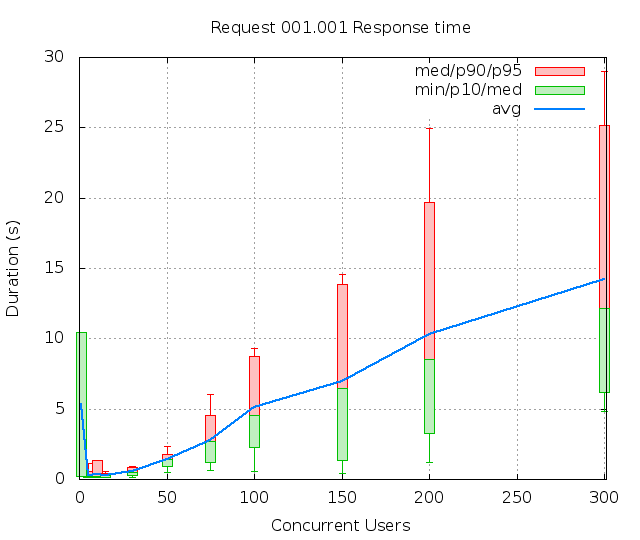 Request 001.001 Response time
med/p90/p95
min/p10/med
avg
30
25
20
15
10
5
0
Duration (s)
0 50 100 150 200 250 300
Concurrent Users